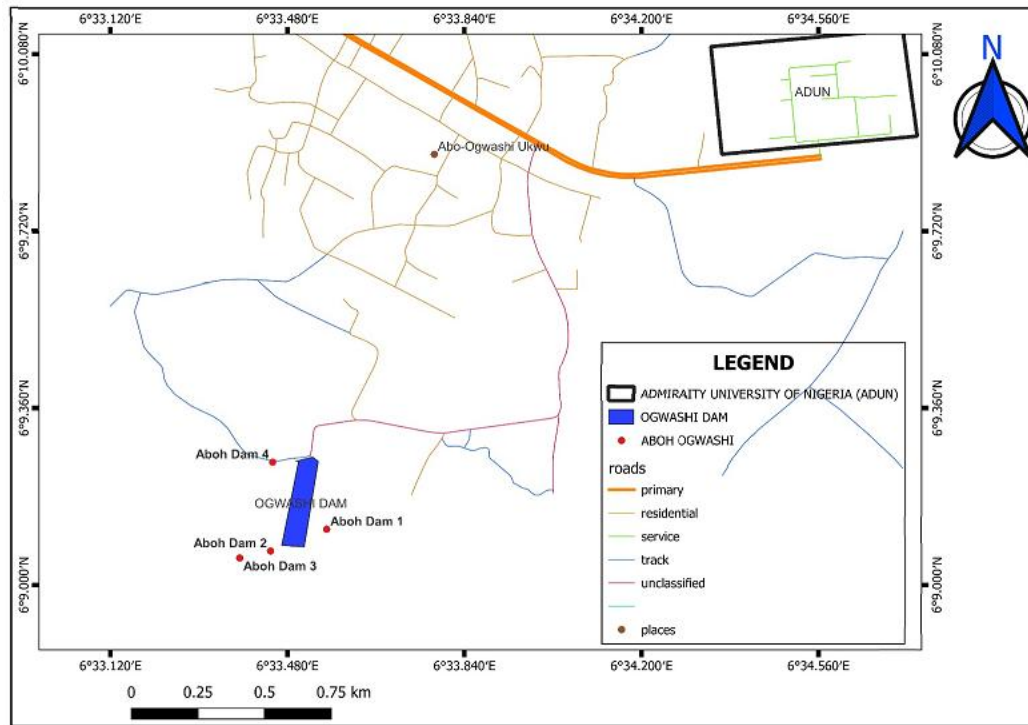 6°33.120'E 6°33.480'E 6°33.840'E 6°34.200'E 6°34.560'E
6°10.080'N 6°10.080'N
N
ADUN
Abo-Ogwashi Ukwu
6°9.720'N 6°9.720'N
LEGEND
ADMIRAITY UNIVERSITY OF NIGERIA (ADUN)
6°9.360'N 6°9.360'N
OGWASHI DAM
ABOH OGWASHI
Aboh Dam 4
roads
primary
OGWASHI DAM
residential
Aboh Dam 1
service
Aboh Dam 2
track
Aboh Dam 3
unclassified
6°9.000'N 6°9.000'N
places
6°33.120'E 6°33.480'E 6°33.840'E 6°34.200'E 6°34.560'E
0 0.25 0.5 0.75 km